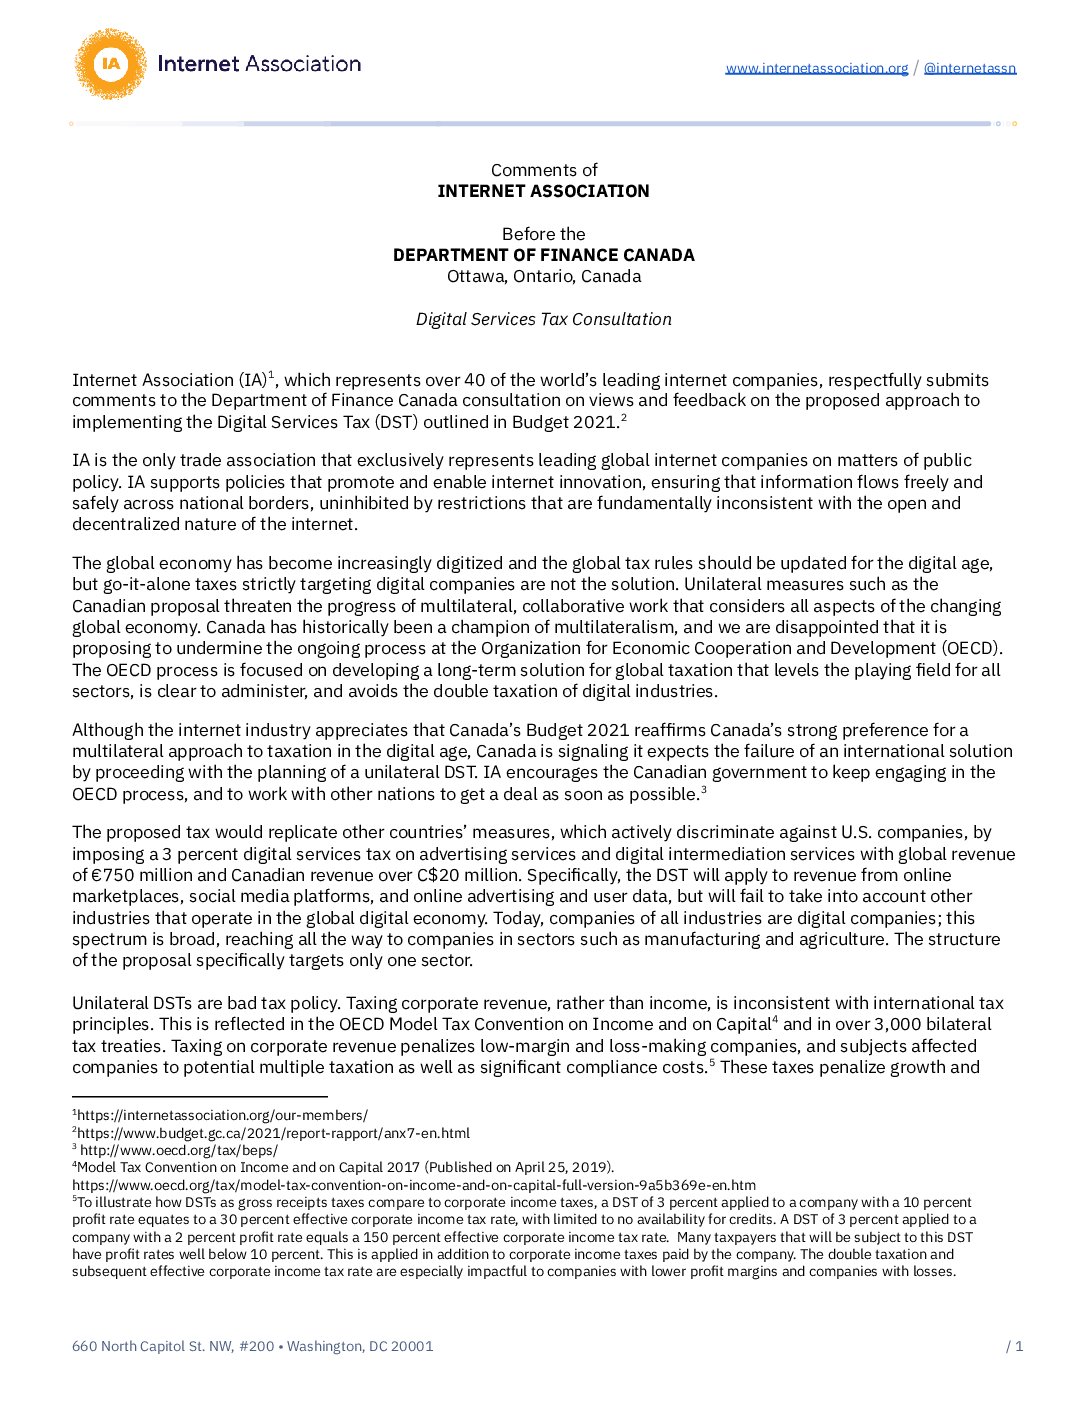 IA Internet Association
www.internetassociation.org / @internetassn
Comments of
INTERNET ASSOCIATION
Before the
DEPARTMENT OF FINANCE CANADA
Ottawa, Ontario, Canada
Digital Services Tax Consultation
Internet Association (IA)¹, which represents over 40 of the world’s leading internet companies, respectfully submits
comments to the Department of Finance Canada consultation on views and feedback on the proposed approach to
implementing the Digital Services Tax (DST) outlined in Budget 2021.²
IA is the only trade association that exclusively represents leading global internet companies on matters of public
policy. IA supports policies that promote and enable internet innovation, ensuring that information flows freely and
safely across national borders, uninhibited by restrictions that are fundamentally inconsistent with the open and
decentralized nature of the internet.
The global economy has become increasingly digitized and the global tax rules should be updated for the digital age,
but go-it-alone taxes strictly targeting digital companies are not the solution. Unilateral measures such as the
Canadian proposal threaten the progress of multilateral, collaborative work that considers all aspects of the changing
global economy. Canada has historically been a champion of multilateralism, and we are disappointed that it is
proposing to undermine the ongoing process at the Organization for Economic Cooperation and Development (OECD).
The OECD process is focused on developing a long-term solution for global taxation that levels the playing field for all
sectors, is clear to administer, and avoids the double taxation of digital industries.
Although the internet industry appreciates that Canada’s Budget 2021 reaffirms Canada’s strong preference for a
multilateral approach to taxation in the digital age, Canada is signaling it expects the failure of an international solution
by proceeding with the planning of a unilateral DST. IA encourages the Canadian government to keep engaging in the
OECD process, and to work with other nations to get a deal as soon as possible.³
The proposed tax would replicate other countries’ measures, which actively discriminate against U.S. companies, by
imposing a 3 percent digital services tax on advertising services and digital intermediation services with global revenue
of €750 million and Canadian revenue over C$20 million. Specifically, the DST will apply to revenue from online
marketplaces, social media platforms, and online advertising and user data, but will fail to take into account other
industries that operate in the global digital economy. Today, companies of all industries are digital companies; this
spectrum is broad, reaching all the way to companies in sectors such as manufacturing and agriculture. The structure
of the proposal specifically targets only one sector.
Unilateral DSTs are bad tax policy. Taxing corporate revenue, rather than income, is inconsistent with international tax
principles. This is reflected in the OECD Model Tax Convention on Income and on Capital⁴ and in over 3,000 bilateral
tax treaties. Taxing on corporate revenue penalizes low-margin and loss-making companies, and subjects affected
companies to potential multiple taxation as well as significant compliance costs.⁵ These taxes penalize growth and
¹https://internetassociation.org/our-members/
²https://www.budget.gc.ca/2021/report-rapport/anx7-en.html
³ http://www.oecd.org/tax/beps/
⁴Model Tax Convention on Income and on Capital 2017 (Published on April 25, 2019).
https://www.oecd.org/tax/model-tax-convention-on-income-and-on-capital-full-version-9a5b369e-en.htm
⁵To illustrate how DSTs as gross receipts taxes compare to corporate income taxes, a DST of 3 percent applied to a company with a 10 percent
profit rate equates to a 30 percent effective corporate income tax rate, with limited to no availability for credits. A DST of 3 percent applied to a
company with a 2 percent profit rate equals a 150 percent effective corporate income tax rate. Many taxpayers that will be subject to this DST
have profit rates well below 10 percent. This is applied in addition to corporate income taxes paid by the company. The double taxation and
subsequent effective corporate income tax rate are especially impactful to companies with lower profit margins and companies with losses.
660 North Capitol St. NW, #200 • Washington, DC 20001
/ 1